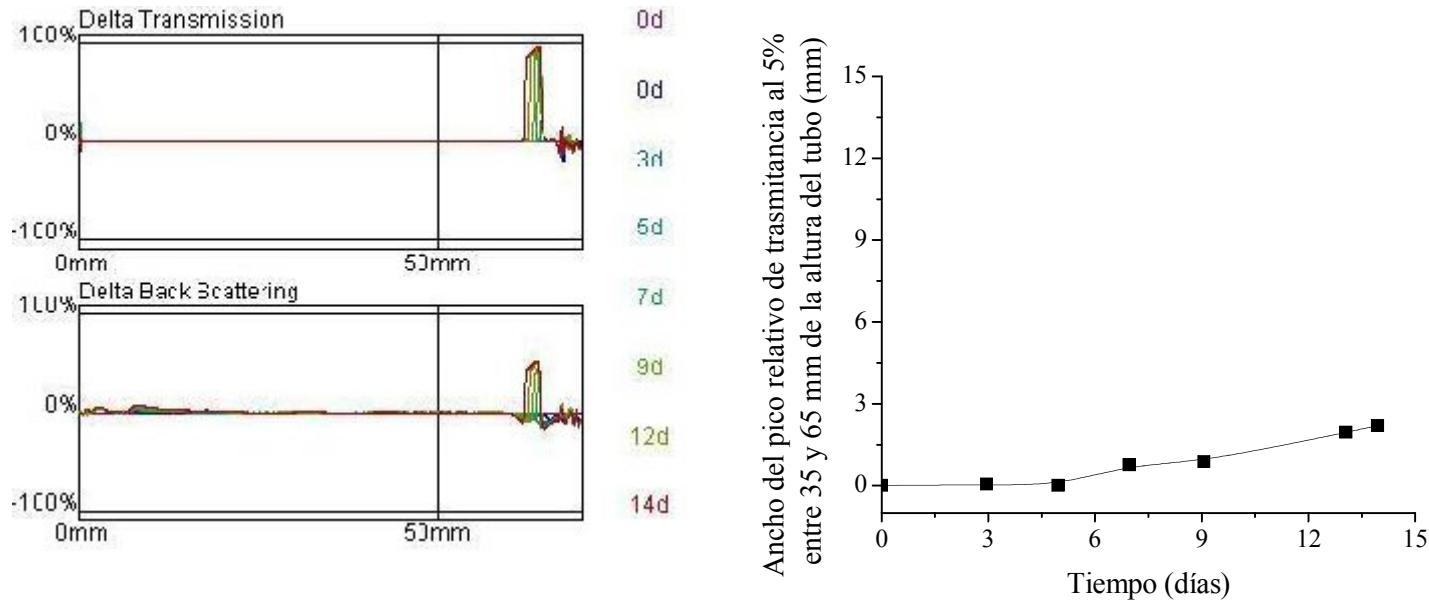 Delta Transmission
100%
0%
-100%
0mm
50mm
Delta Back Scattering
100%
0%
-100%
0mm
50mm
0d
0d
3d
5d
7d
9d
12d
14d
Ancho del pico relativo de trasmitancia al 5%
entre 35 y 65 mm de la altura del tubo (mm)
15
12
9
6
3
0
0
3
6
9
12
15
Tiempo (días)